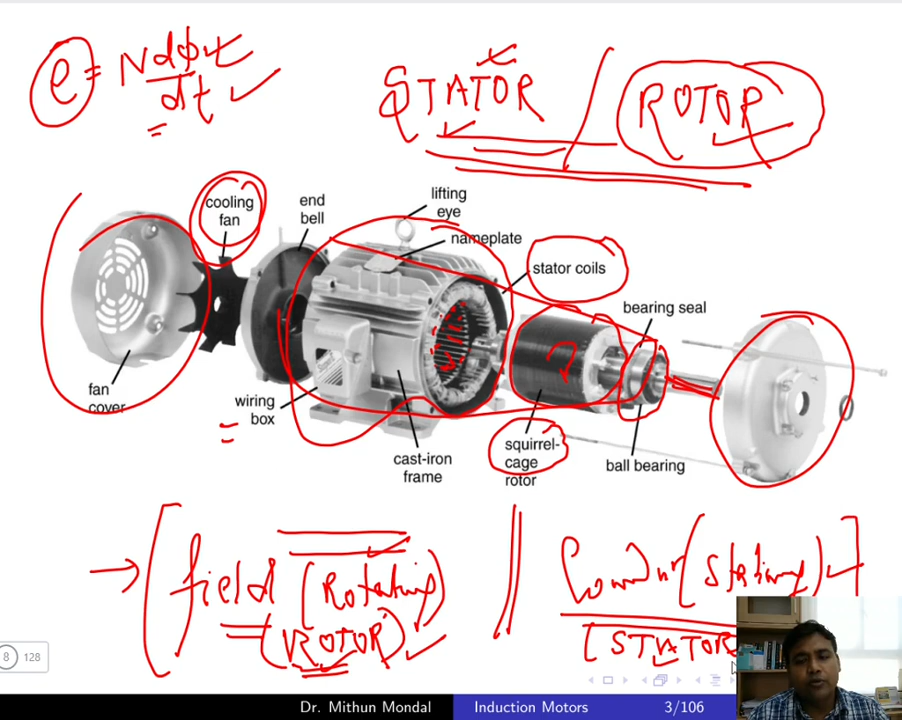 e = N dφ/dt
STATOR / ROTOR
cooling
fan
end
bell
lifting
eye
nameplate
stator coils
bearing seal
fan
cover
wiring
box
=
cast-iron
frame
squirrel-
cage
rotor
ball bearing
→ [ field (Rotating)
= (ROTOR)
(Stationary)
[STATOR
8 128
Dr. Mithun Mondal
Induction Motors
3/106